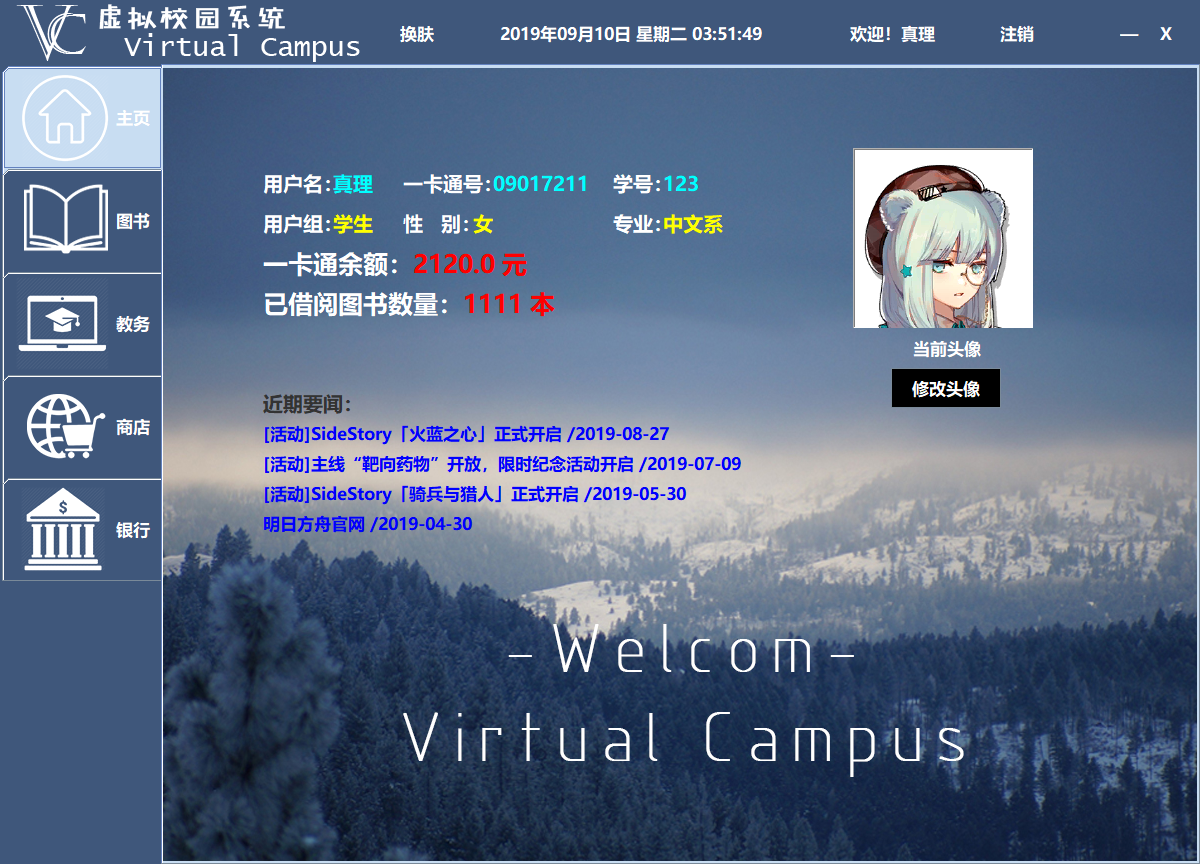 VC 虚拟校园系统
Virtual Campus
换肤
2019年09月10日 星期二 03:51:49
欢迎! 真理
注销
— X
主页
图书
教务
商店
$
银行
用户名:真理 一卡通号:09017211 学号:123
用户组:学生 性 别:女 专业:中文系
一卡通余额: 2120.0 元
已借阅图书数量: 1111 本
当前头像
修改头像
近期要闻:
[活动]SideStory「火蓝之心」正式开启 /2019-08-27
[活动]主线“靶向药物”开放，限时纪念活动开启 /2019-07-09
[活动]SideStory「骑兵与猎人」正式开启 /2019-05-30
明日方舟官网 /2019-04-30
-Welcom-
Virtual Campus